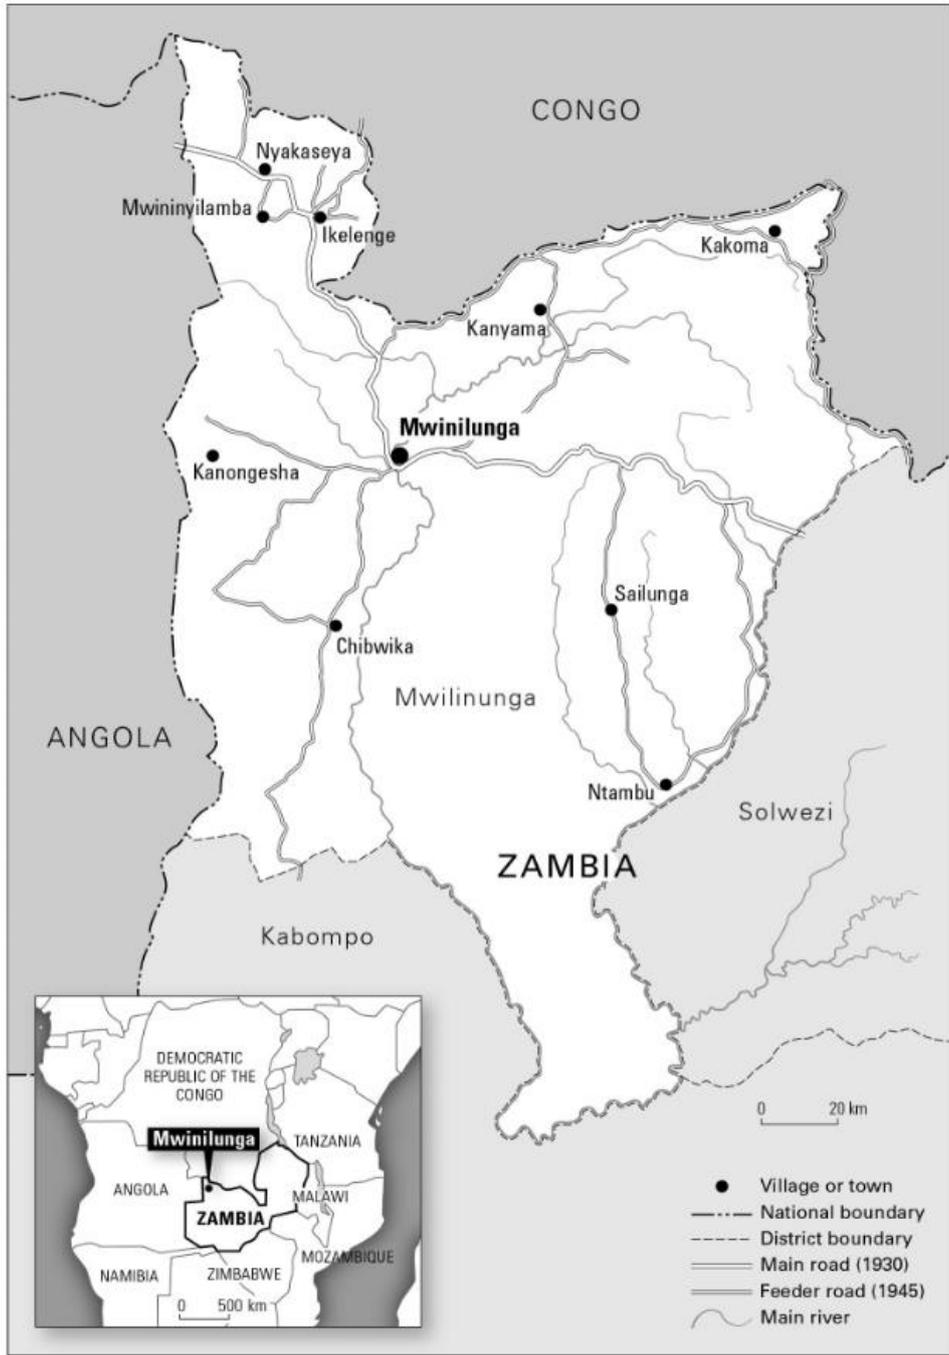 CONGO
Nyakaseya
Mwininyilamba
Ikelenge
Kakoma
Kanyama
Mwinilunga
Kanongesha
Sailunga
Chibwika
Mwilinunga
ANGOLA
Ntambu
Solwezi
ZAMBIA
Kabompo
DEMOCRATIC
REPUBLIC OF THE
CONGO
Mwinilunga
TANZANIA
ANGOLA
MALAWI
ZAMBIA
MOZAMBIQUE
NAMIBIA
ZIMBABWE
0 500 km
0 20 km
Village or town
National boundary
District boundary
Main road (1930)
Feeder road (1945)
Main river